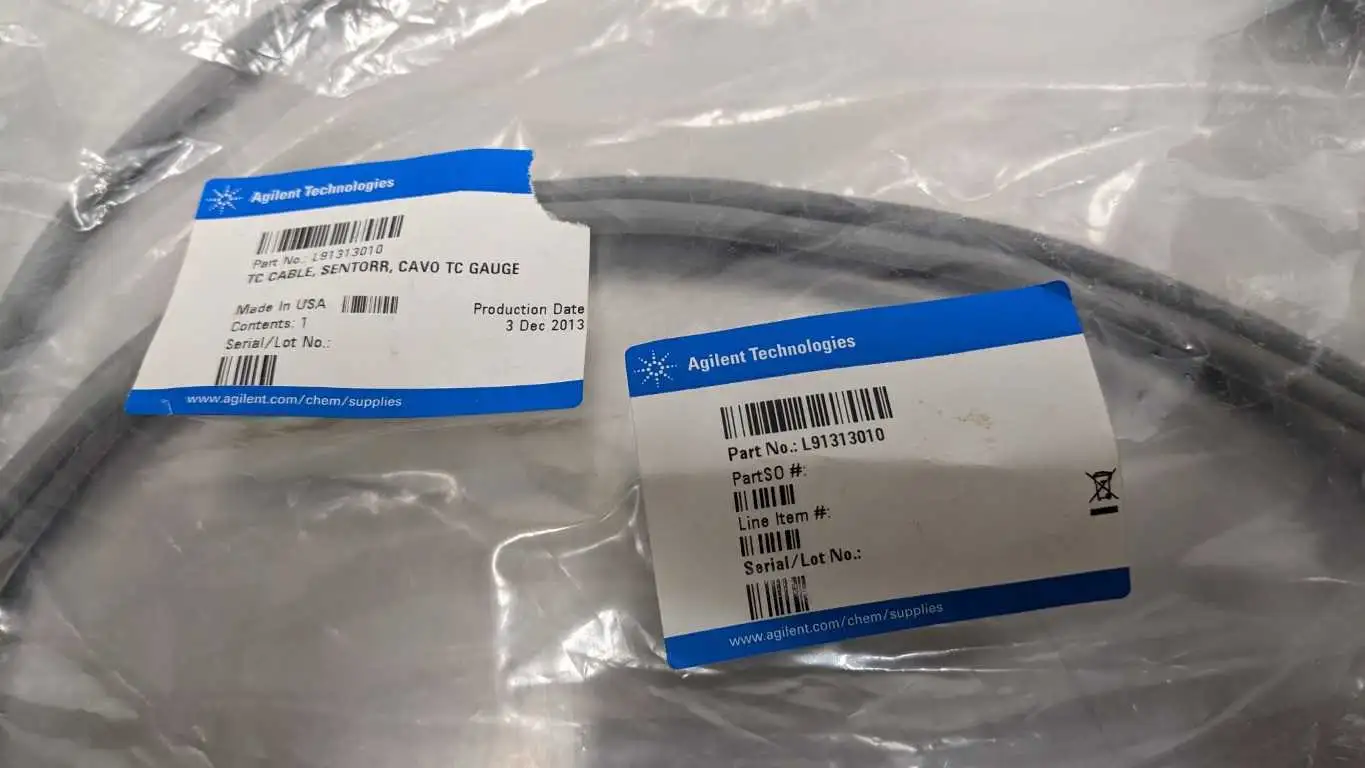 Agilent Technologies
Part No.: L91313010
TC CABLE, SENTORR, CAVO TC GAUGE
Made In USA
Production Date
Contents: 1
3 Dec 2013
Serial/Lot No.:
www.agilent.com/chem/supplies
Agilent Technologies
Part No.: L91313010
PartSO #:
Line Item #:
Serial/Lot No.:
www.agilent.com/chem/supplies